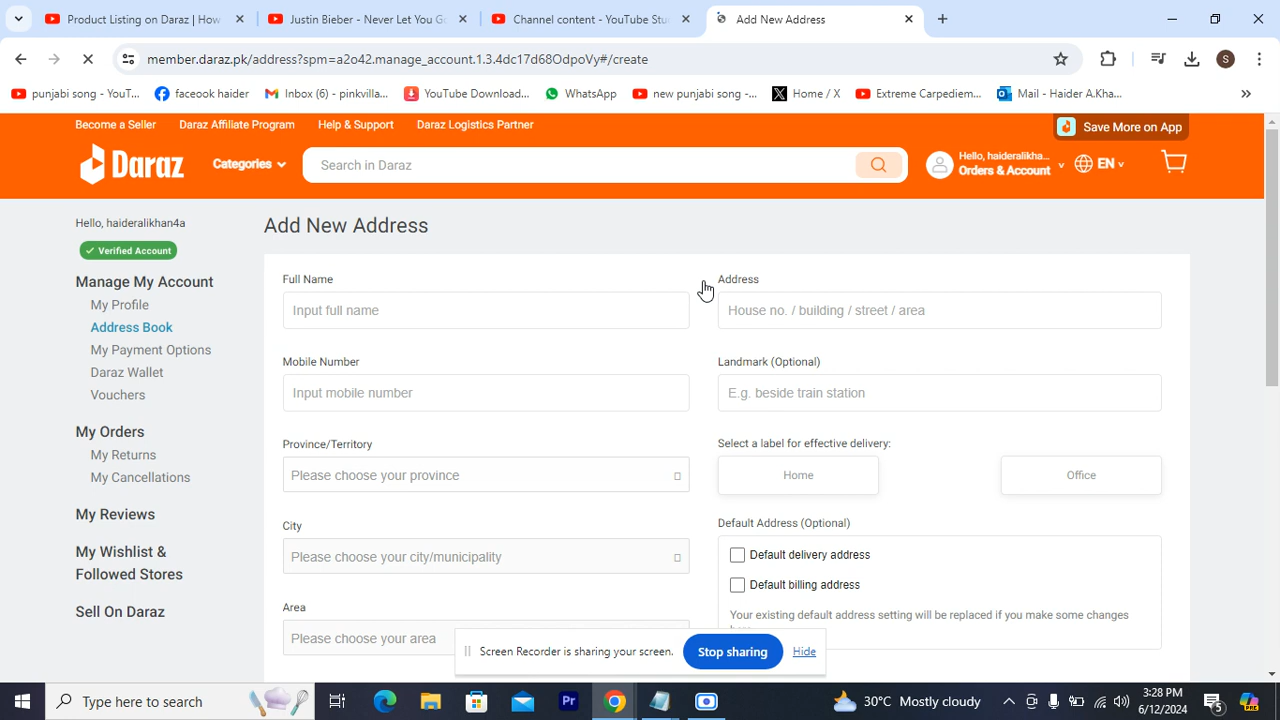 Product Listing on Daraz | How
Justin Bieber - Never Let You G
Channel content - YouTube Stu
Add New Address
member.daraz.pk/address?spm=a2o42.manage_account.1.3.4dc17d68OdpoVy#/create
punjabi song - YouT...
faceook haider
Inbox (6) - pinkvilla...
YouTube Download...
WhatsApp
new punjabi song -...
Home / X
Extreme Carpediem...
Mail - Haider A.Kha...
Become a Seller
Daraz Affiliate Program
Help & Support
Daraz Logistics Partner
Save More on App
Daraz
Categories
Search in Daraz
Hello, haideralikha...
Orders & Account
EN
Hello, haideralikhan4a
Verified Account
Manage My Account
My Profile
Address Book
My Payment Options
Daraz Wallet
Vouchers
My Orders
My Returns
My Cancellations
My Reviews
My Wishlist &
Followed Stores
Sell On Daraz
Add New Address
Full Name
Input full name
Mobile Number
Input mobile number
Province/Territory
Please choose your province
City
Please choose your city/municipality
Area
Please choose your area
Address
House no. / building / street / area
Landmark (Optional)
E.g. beside train station
Select a label for effective delivery:
Home
Office
Default Address (Optional)
Default delivery address
Default billing address
Your existing default address setting will be replaced if you make some changes
Screen Recorder is sharing your screen.
Stop sharing
Hide
Type here to search
Pr
30°C Mostly cloudy
3:28 PM
6/12/2024
5